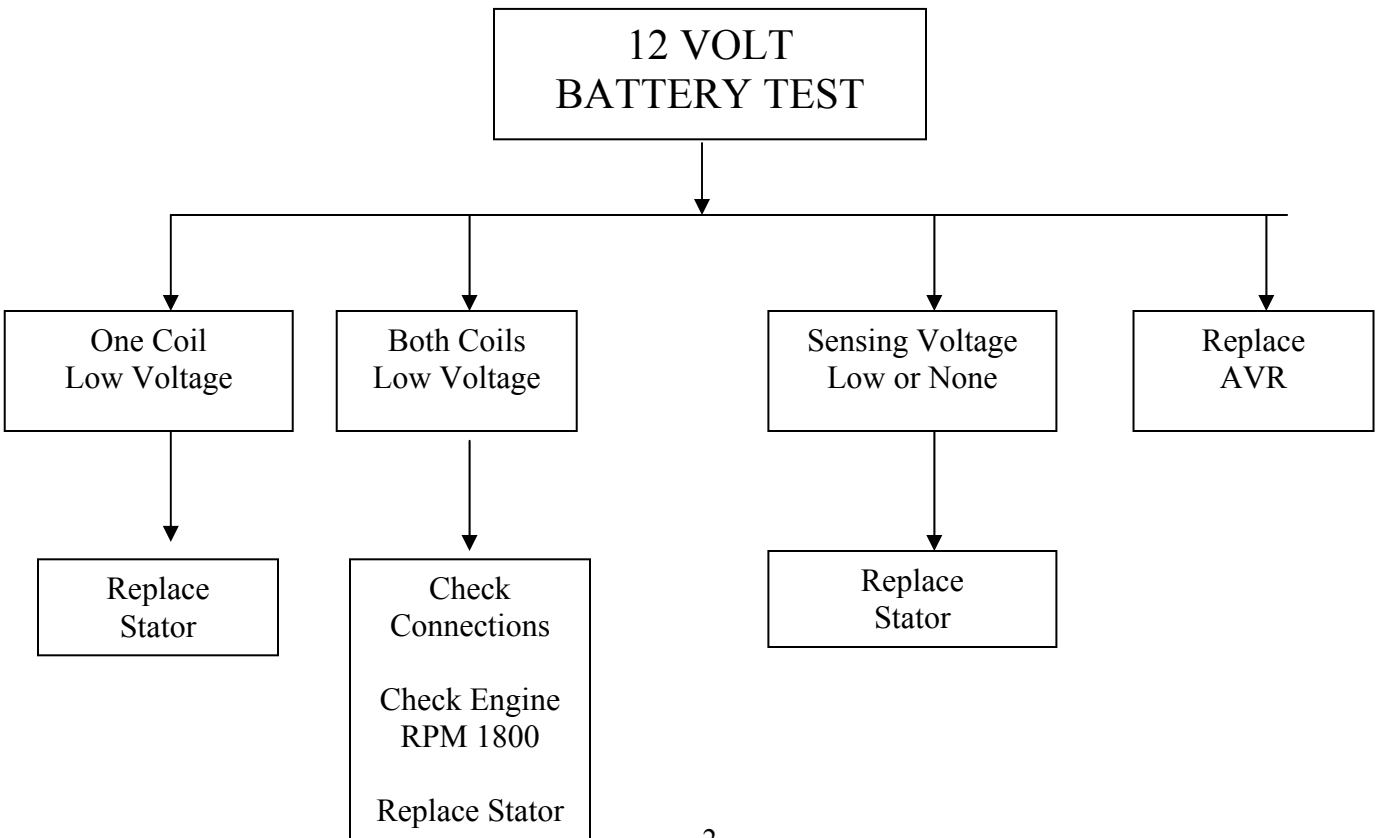 12 VOLT
BATTERY TEST
One Coil
Low Voltage
Both Coils
Low Voltage
Sensing Voltage
Low or None
Replace
AVR
Replace
Stator
Check
Connections
Check Engine
RPM 1800
Replace Stator
Replace
Stator
2